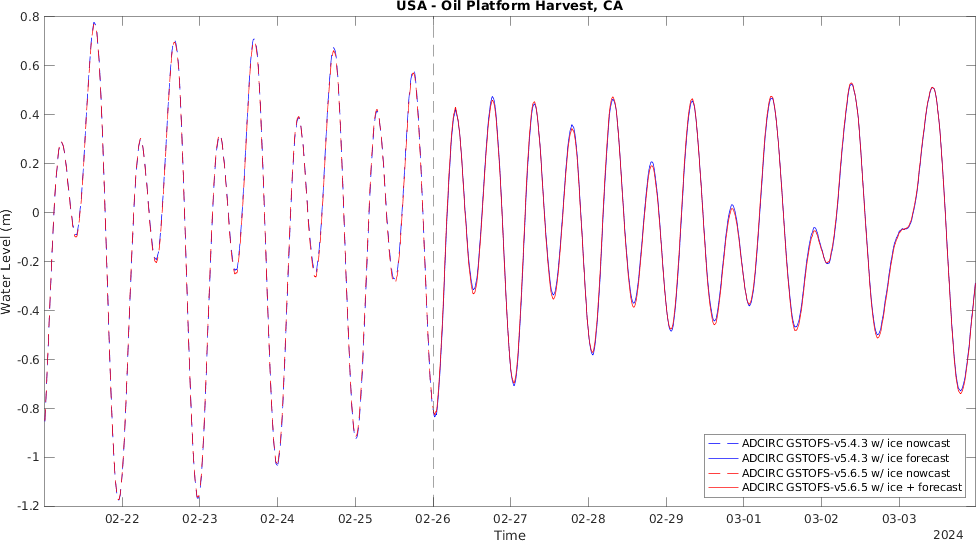 USA - Oil Platform Harvest, CA
0.8
0.6
0.4
0.2
0
-0.2
-0.4
-0.6
-0.8
-1
-1.2
Water Level (m)
ADCIRC GSTOFS-v5.4.3 w/ ice nowcast
ADCIRC GSTOFS-v5.4.3 w/ ice forecast
ADCIRC GSTOFS-v5.6.5 w/ ice nowcast
ADCIRC GSTOFS-v5.6.5 w/ ice + forecast
02-22 02-23 02-24 02-25 02-26 02-27 02-28 02-29 03-01 03-02 03-03
Time
2024